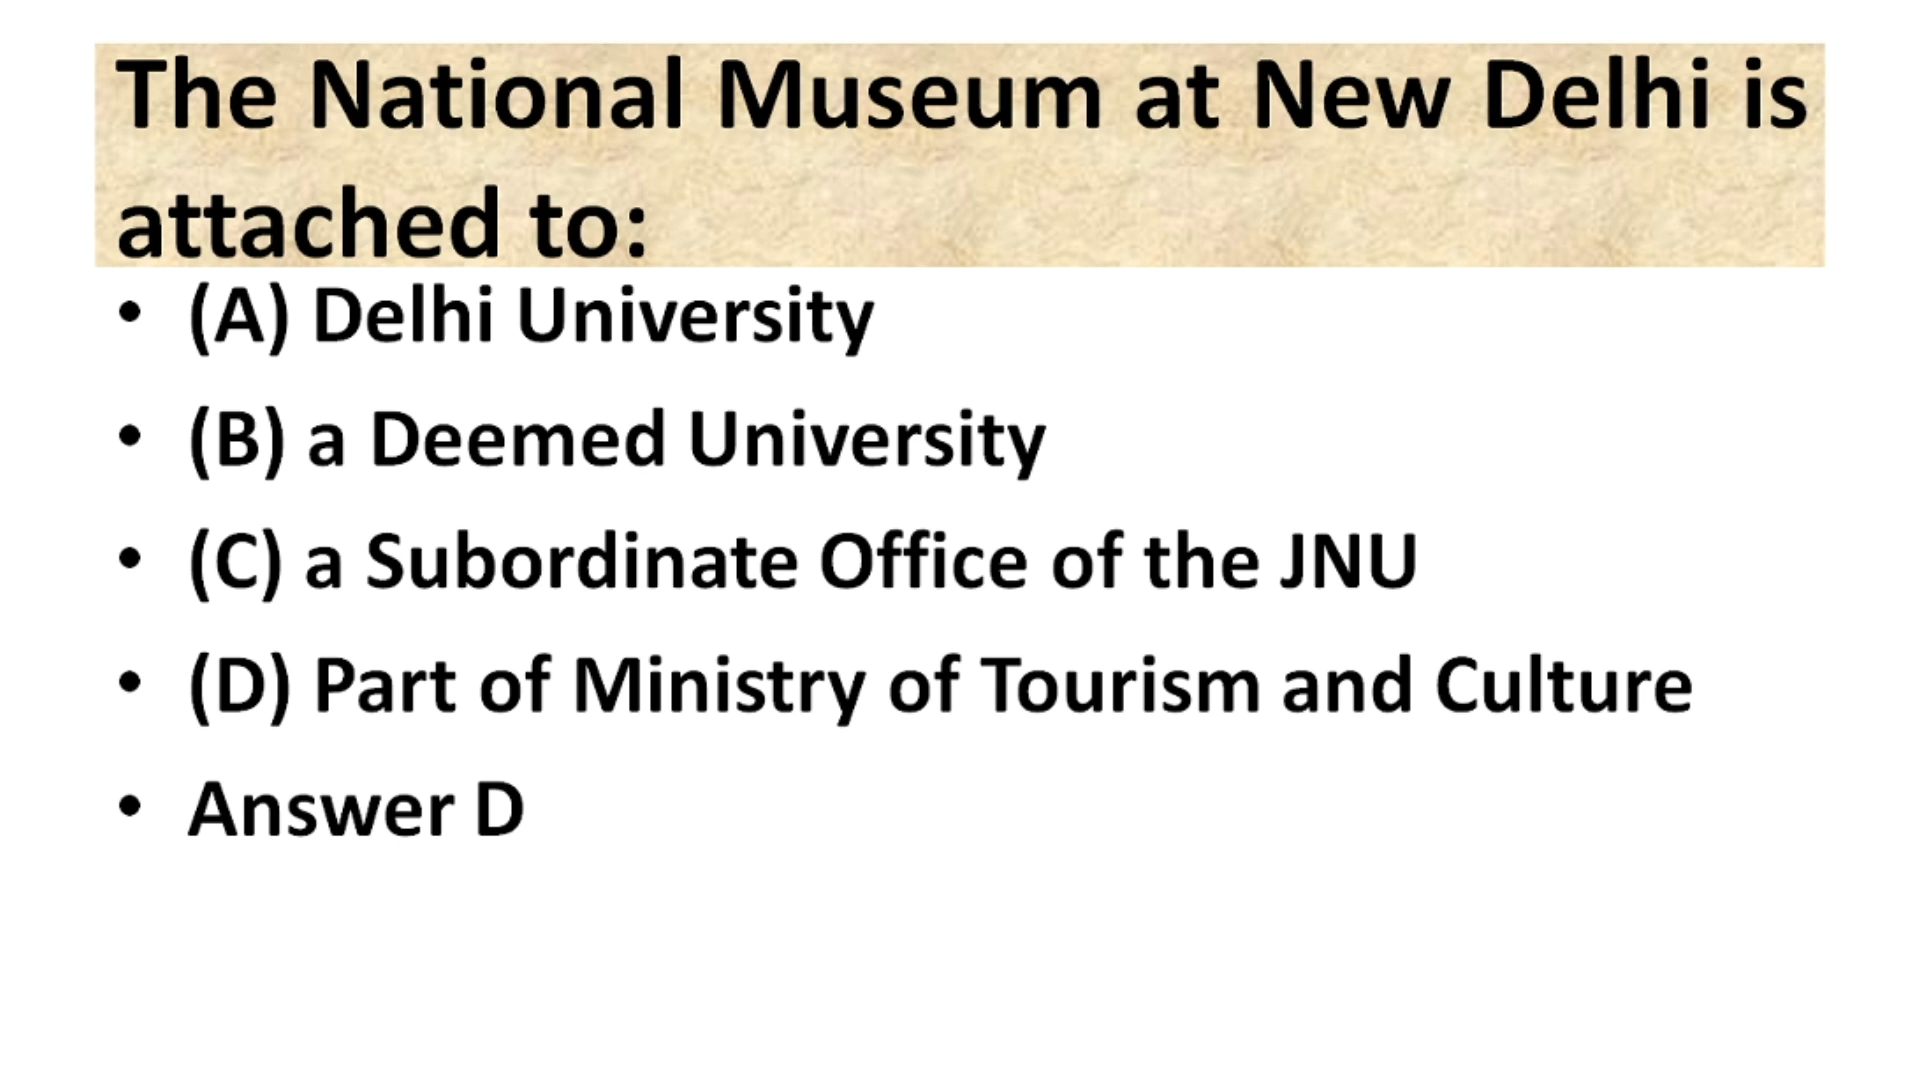 The National Museum at New Delhi is
attached to:
• (A) Delhi University
• (B) a Deemed University
• (C) a Subordinate Office of the JNU
• (D) Part of Ministry of Tourism and Culture
• Answer D